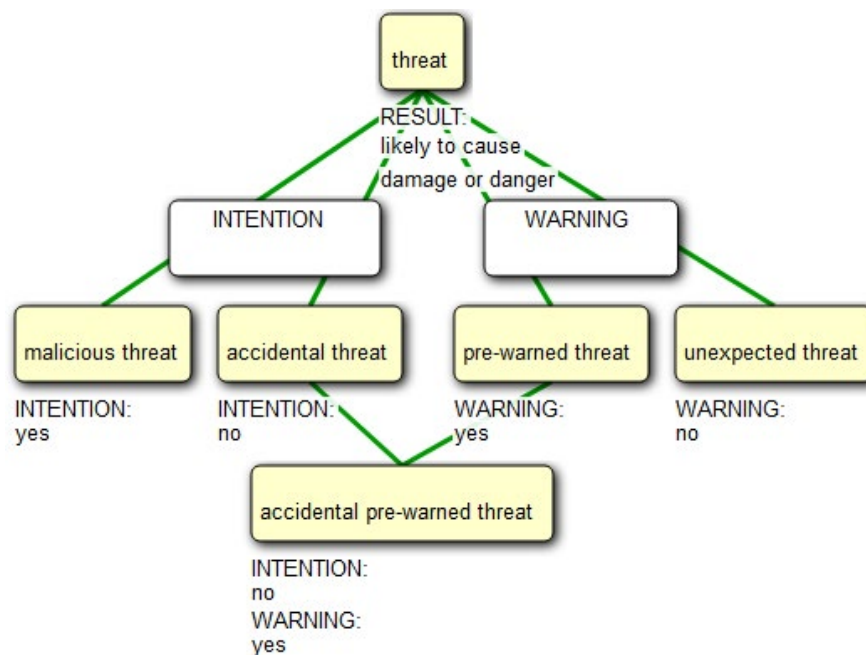 threat
RESULT:
likely to cause
damage or danger
INTENTION
WARNING
malicious threat
accidental threat
pre-warned threat
unexpected threat
INTENTION:
yes
INTENTION:
no
WARNING:
yes
WARNING:
no
accidental pre-warned threat
INTENTION:
no
WARNING:
yes